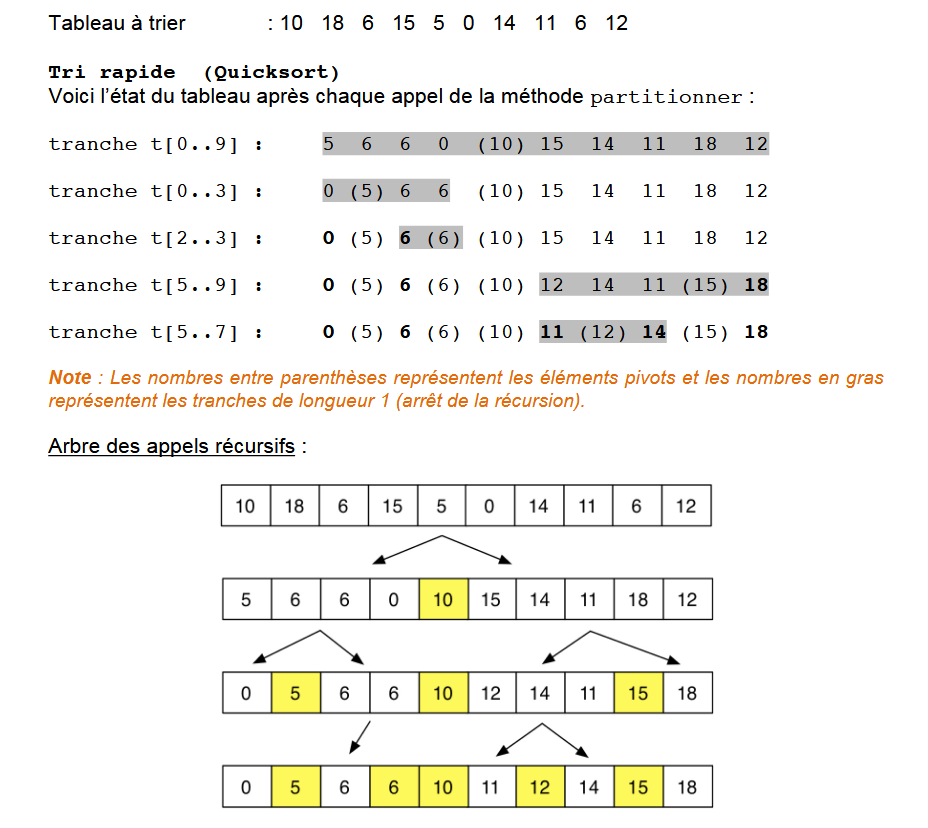 Tableau à trier : 10 18 6 15 5 0 14 11 6 12
Tri rapide (Quicksort)
Voici l’état du tableau après chaque appel de la méthode partitionner :
tranche t[0..9] : 5 6 6 0 (10) 15 14 11 18 12
tranche t[0..3] : 0 (5) 6 6 (10) 15 14 11 18 12
tranche t[2..3] : 0 (5) 6 (6) (10) 15 14 11 18 12
tranche t[5..9] : 0 (5) 6 (6) (10) 12 14 11 (15) 18
tranche t[5..7] : 0 (5) 6 (6) (10) 11 (12) 14 (15) 18
Note : Les nombres entre parenthèses représentent les éléments pivots et les nombres en gras
représentent les tranches de longueur 1 (arrêt de la récursion).
Arbre des appels récursifs :
10 18 6 15 5 0 14 11 6 12
5 6 6 0 10 15 14 11 18 12
0 5 6 6 10 12 14 11 15 18
0 5 6 6 10 11 12 14 15 18